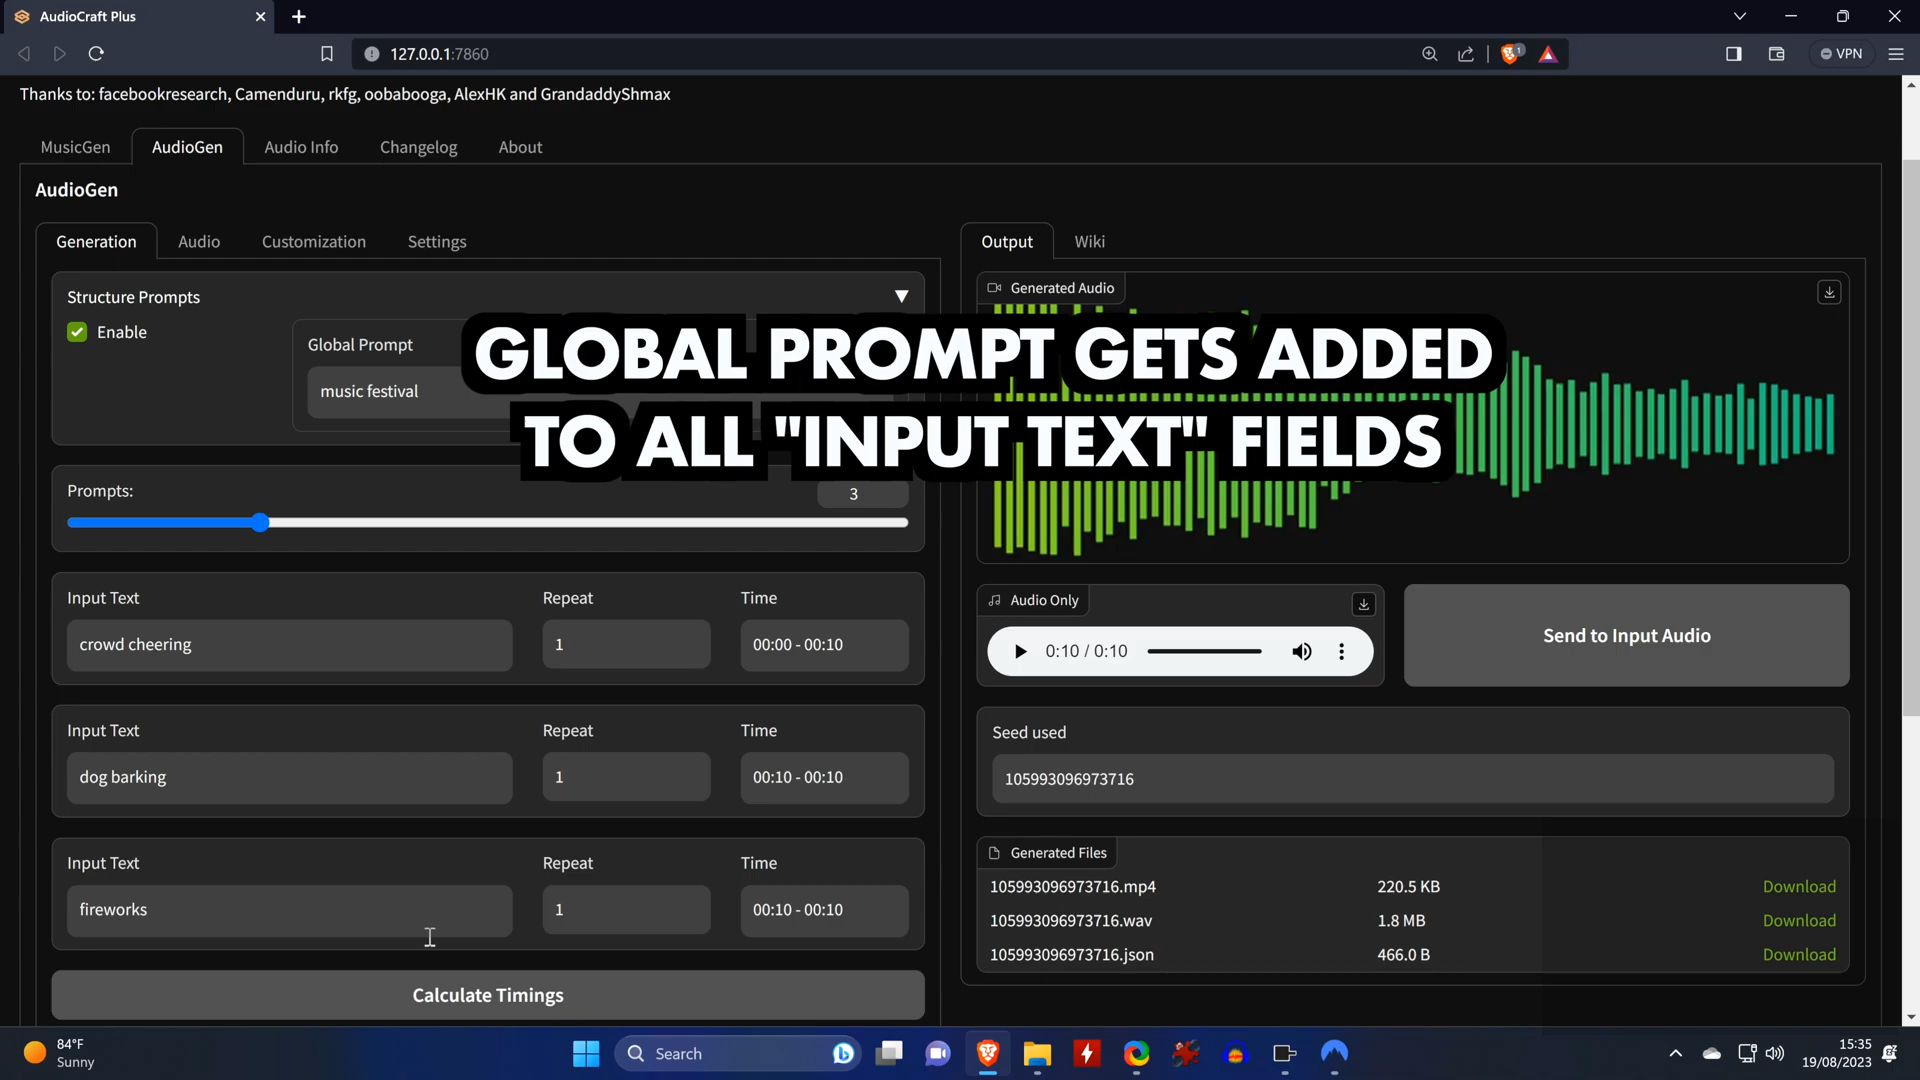 AudioCraft Plus
127.0.0.1:7860
1
VPN
Thanks to: facebookresearch, Camenduru, rkfg, oobabooga, AlexHK and GrandaddyShmax
MusicGen
AudioGen
Audio Info
Changelog
About
AudioGen
Generation
Audio
Customization
Settings
Structure Prompts
Enable
Global Prompt
music festival
GLOBAL PROMPT GETS ADDED
TO ALL "INPUT TEXT" FIELDS
Prompts:
3
Input Text
Repeat
Time
crowd cheering
1
00:00 - 00:10
Input Text
Repeat
Time
dog barking
1
00:10 - 00:10
Input Text
Repeat
Time
fireworks
1
00:10 - 00:10
Calculate Timings
Output
Wiki
Generated Audio
Audio Only
0:10 / 0:10
Send to Input Audio
Seed used
105993096973716
Generated Files
105993096973716.mp4 220.5 KB Download
105993096973716.wav 1.8 MB Download
105993096973716.json 466.0 B Download
84°F
Sunny
Search
15:35
19/08/2023